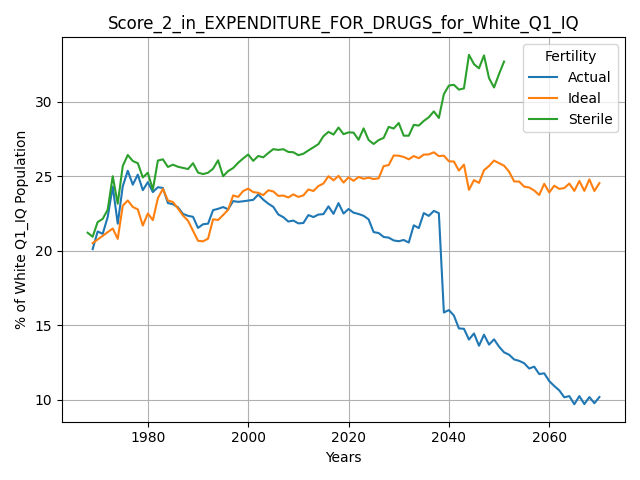 Score_2_in_EXPENDITURE_FOR_DRUGS_for_White_Q1_IQ
Fertility
Actual
Ideal
Sterile
% of White Q1_IQ Population
30
25
20
15
10
1980
2000
2020
2040
2060
Years